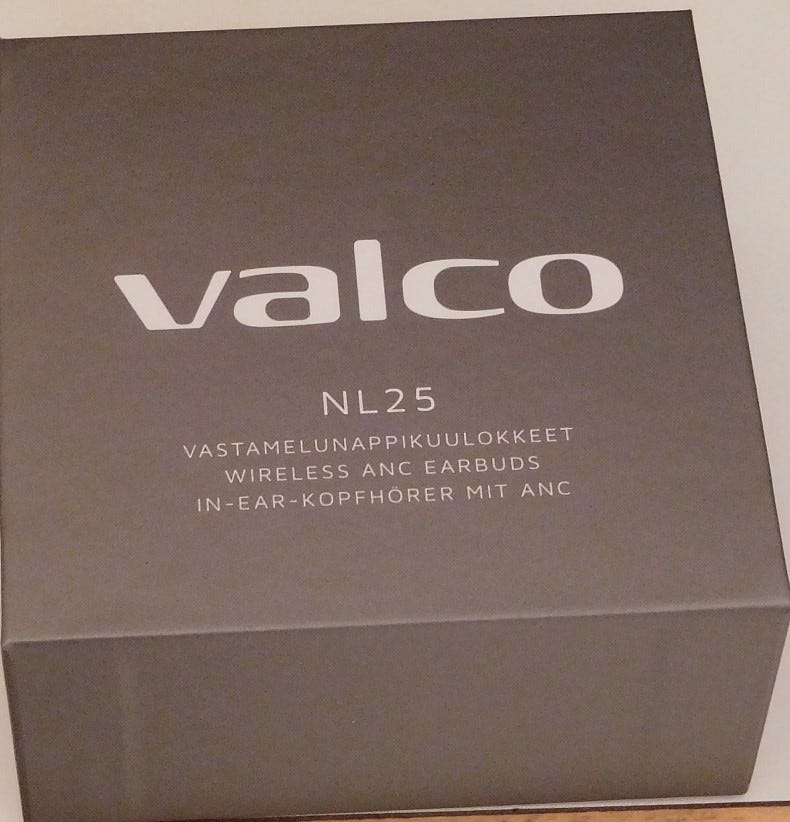 valco
NL25
VASTAMELUNAPPIKUULOKKEET
WIRELESS ANC EARBUDS
IN-EAR-KOPFHÖRER MIT ANC